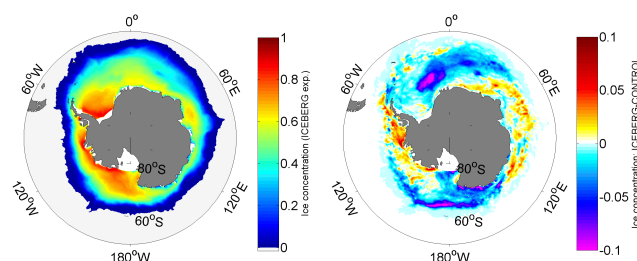 0°
60°W
60°E
80°S
120°W
120°E
60°S
180°W
1
0.8
0.6
0.4
0.2
0
Ice concentration (ICEBERG exp.)
0°
60°W
60°E
80°S
120°W
120°E
60°S
180°W
0.1
0.05
0
-0.05
-0.1
Ice concentration: ICEBERG-CONTROL